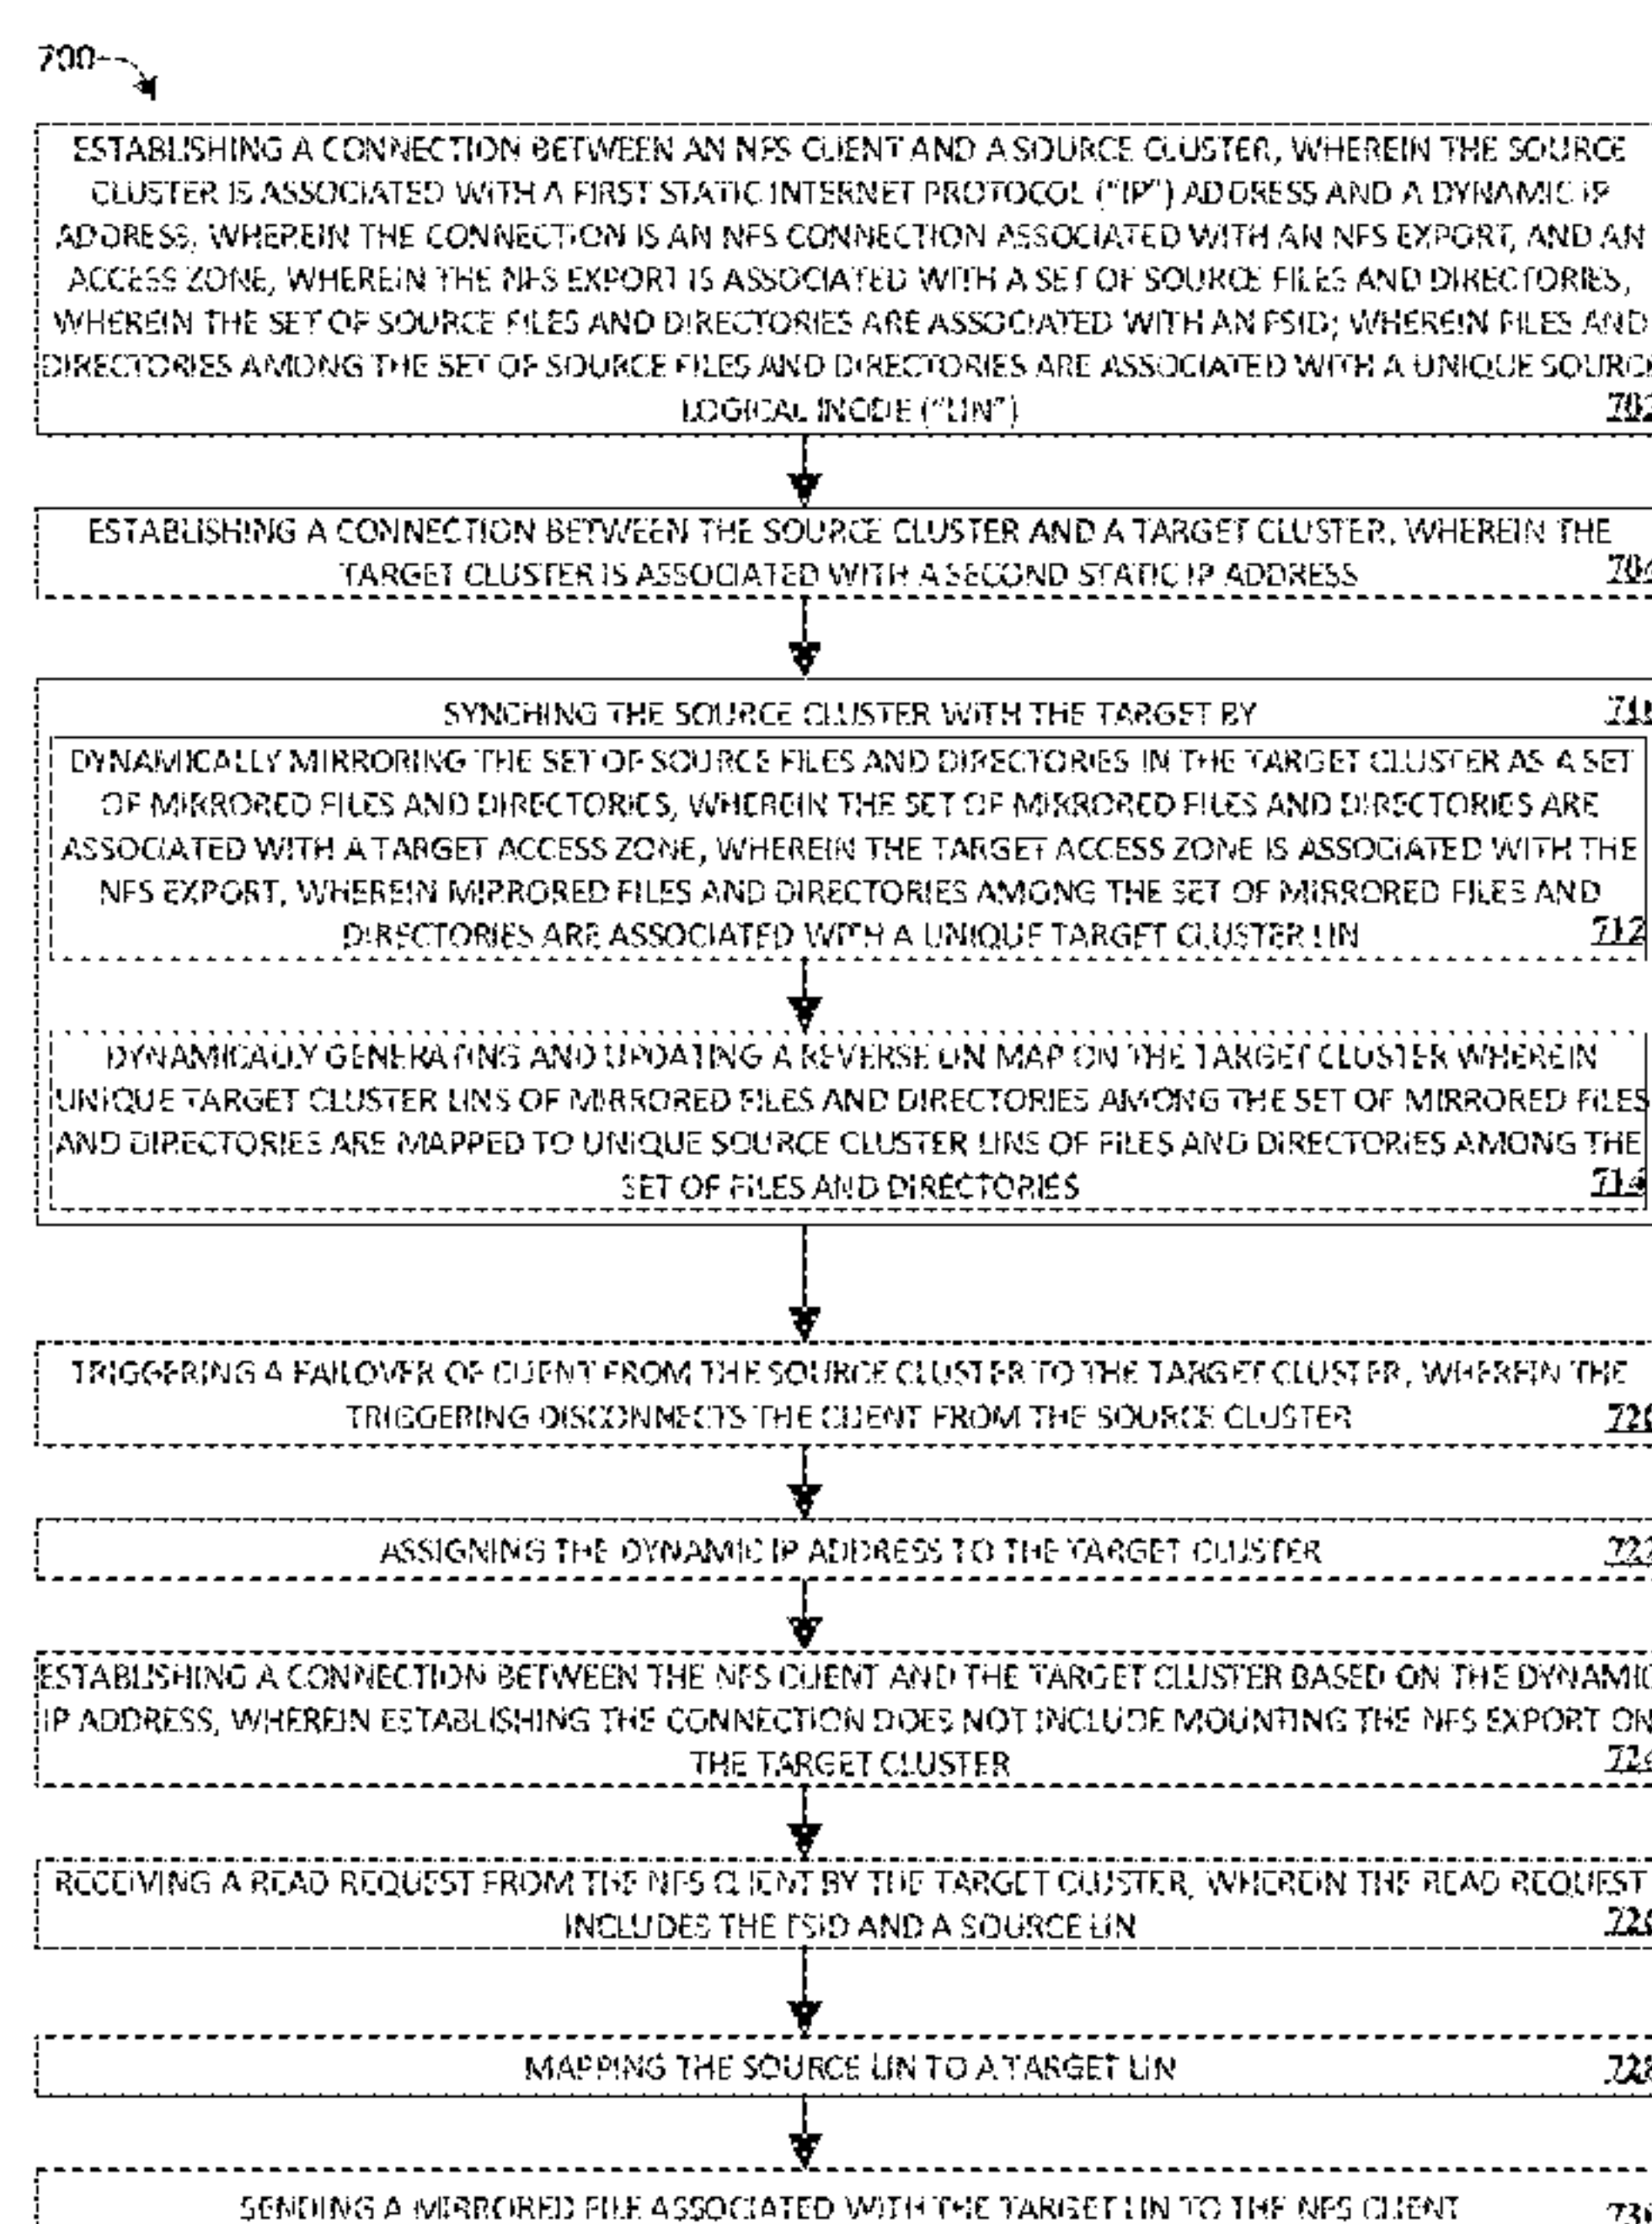 700
ESTABLISHING A CONNECTION BETWEEN AN NFS CLIENT AND A SOURCE CLUSTER, WHEREIN THE SOURCE
CLUSTER IS ASSOCIATED WITH A FIRST STATIC INTERNET PROTOCOL ("IP") ADDRESS AND A DYNAMIC IP
ADDRESS, WHEREIN THE CONNECTION IS AN NFS CONNECTION ASSOCIATED WITH AN NFS EXPORT, AND AN
ACCESS ZONE, WHEREIN THE NFS EXPORT IS ASSOCIATED WITH A SET OF SOURCE FILES AND DIRECTORIES,
WHEREIN THE SET OF SOURCE FILES AND DIRECTORIES ARE ASSOCIATED WITH AN FSID; WHEREIN FILES AND
DIRECTORIES AMONG THE SET OF SOURCE FILES AND DIRECTORIES ARE ASSOCIATED WITH A UNIQUE SOURCE
LOGICAL INODE ("LIN") 702
ESTABLISHING A CONNECTION BETWEEN THE SOURCE CLUSTER AND A TARGET CLUSTER, WHEREIN THE
TARGET CLUSTER IS ASSOCIATED WITH A SECOND STATIC IP ADDRESS 704
SYNCHING THE SOURCE CLUSTER WITH THE TARGET BY
DYNAMICALLY MIRRORING THE SET OF SOURCE FILES AND DIRECTORIES IN THE TARGET CLUSTER AS A SET
OF MIRRORED FILES AND DIRECTORIES, WHEREIN THE SET OF MIRRORED FILES AND DIRECTORIES ARE
ASSOCIATED WITH A TARGET ACCESS ZONE, WHEREIN THE TARGET ACCESS ZONE IS ASSOCIATED WITH THE
NFS EXPORT, WHEREIN MIRRORED FILES AND DIRECTORIES AMONG THE SET OF MIRRORED FILES AND
DIRECTORIES ARE ASSOCIATED WITH A UNIQUE TARGET CLUSTER LIN 712
DYNAMICALLY GENERATING AND UPDATING A REVERSE LIN MAP ON THE TARGET CLUSTER WHEREIN
UNIQUE TARGET CLUSTER LINS OF MIRRORED FILES AND DIRECTORIES AMONG THE SET OF MIRRORED FILES
AND DIRECTORIES ARE MAPPED TO UNIQUE SOURCE CLUSTER LINS OF FILES AND DIRECTORIES AMONG THE
SET OF FILES AND DIRECTORIES 714
TRIGGERING A FAILOVER OF CLIENT FROM THE SOURCE CLUSTER TO THE TARGET CLUSTER, WHEREIN THE
TRIGGERING DISCONNECTS THE CLIENT FROM THE SOURCE CLUSTER 720
ASSIGNING THE DYNAMIC IP ADDRESS TO THE TARGET CLUSTER 722
ESTABLISHING A CONNECTION BETWEEN THE NFS CLIENT AND THE TARGET CLUSTER BASED ON THE DYNAMIC
IP ADDRESS, WHEREIN ESTABLISHING THE CONNECTION DOES NOT INCLUDE MOUNTING THE NFS EXPORT ON
THE TARGET CLUSTER 724
RECEIVING A READ REQUEST FROM THE NFS CLIENT BY THE TARGET CLUSTER, WHEREIN THE READ REQUEST
INCLUDES THE FSID AND A SOURCE LIN 726
MAPPING THE SOURCE LIN TO A TARGET LIN 728
SENDING A MIRRORED FILE ASSOCIATED WITH THE TARGET LIN TO THE NFS CLIENT